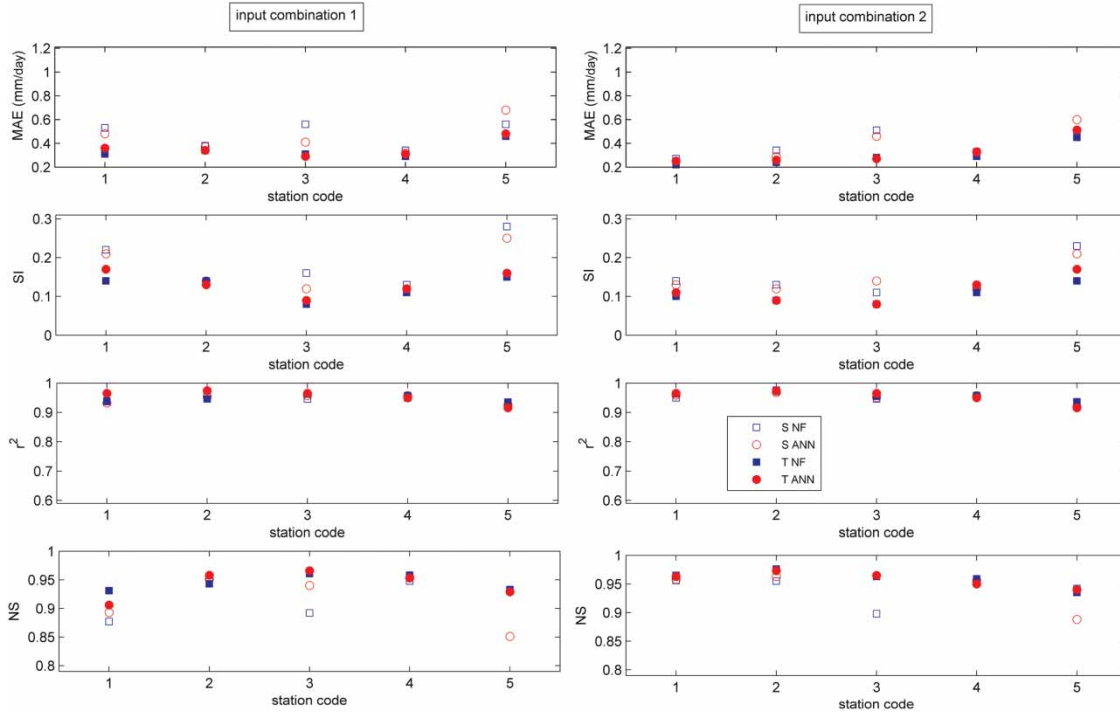 input combination 1
MAE (mm/day)
1.2
1
0.8
0.6
0.4
0.2
1 2 3 4 5
station code
SI
0.3
0.2
0.1
0
1 2 3 4 5
station code
r2
1
0.9
0.8
0.7
0.6
1 2 3 4 5
station code
NS
1
0.95
0.9
0.85
0.8
1 2 3 4 5
station code
input combination 2
MAE (mm/day)
1.2
1
0.8
0.6
0.4
0.2
1 2 3 4 5
station code
SI
0.3
0.2
0.1
0
1 2 3 4 5
station code
r2
1
0.9
0.8
0.7
0.6
S NF
S ANN
T NF
T ANN
1 2 3 4 5
station code
NS
1
0.95
0.9
0.85
0.8
1 2 3 4 5
station code